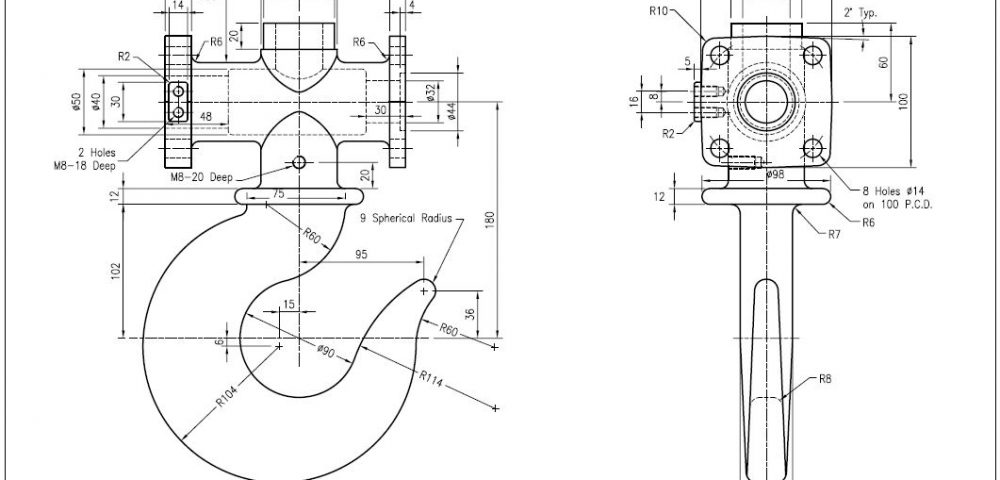 14
4
R6
20
R6
R2
ø50
ø40
30
48
30
ø32
ø44
2 Holes
M8-18 Deep
M8-20 Deep
20
12
75
9 Spherical Radius
R60
95
180
102
15
36
6
ø90
R60
R114
R104
R10
2° Typ.
5
60
16
8
100
R2
ø98
8 Holes ø14
on 100 P.C.D.
12
R6
R7
R8